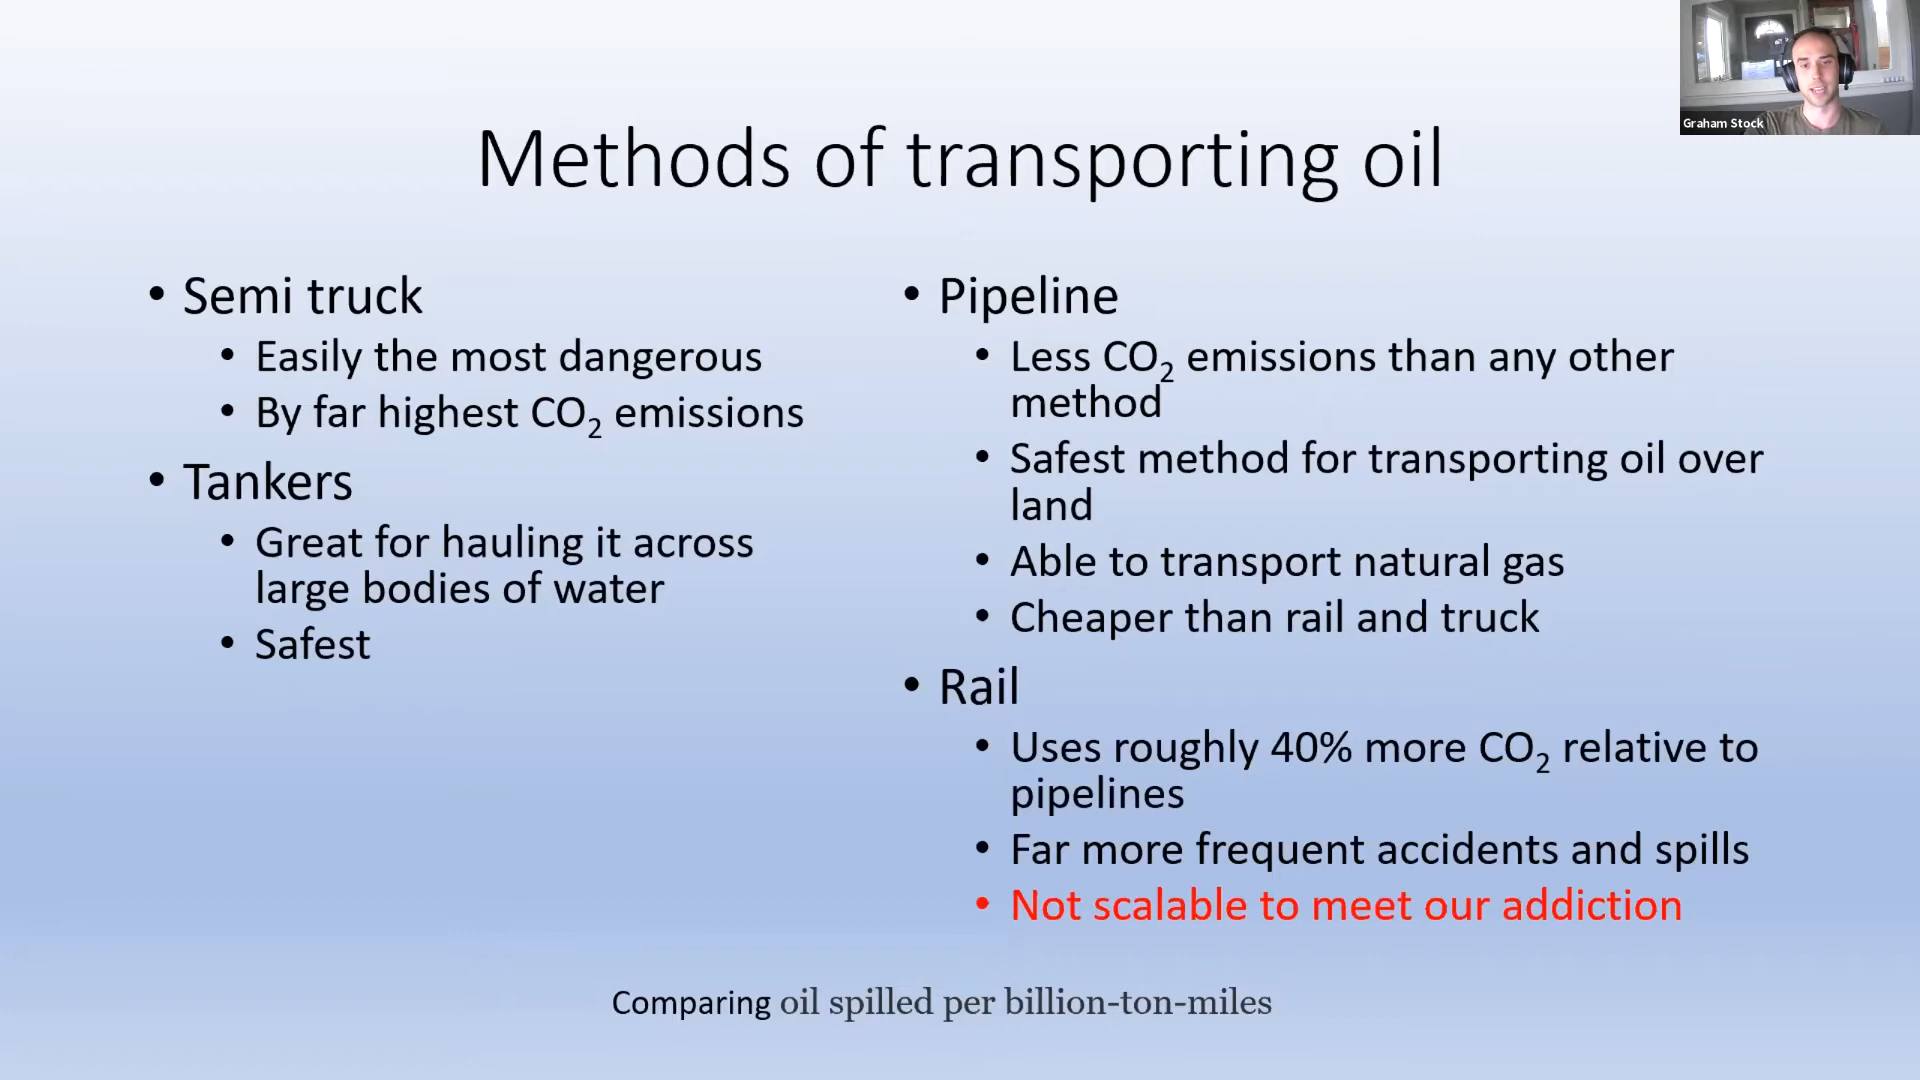 Methods of transporting oil
• Semi truck
• Easily the most dangerous
• By far highest CO₂ emissions
• Tankers
• Great for hauling it across
large bodies of water
• Safest
• Pipeline
• Less CO₂ emissions than any other
method
• Safest method for transporting oil over
land
• Able to transport natural gas
• Cheaper than rail and truck
• Rail
• Uses roughly 40% more CO₂ relative to
pipelines
• Far more frequent accidents and spills
• Not scalable to meet our addiction
Comparing oil spilled per billion-ton-miles
Graham Stock